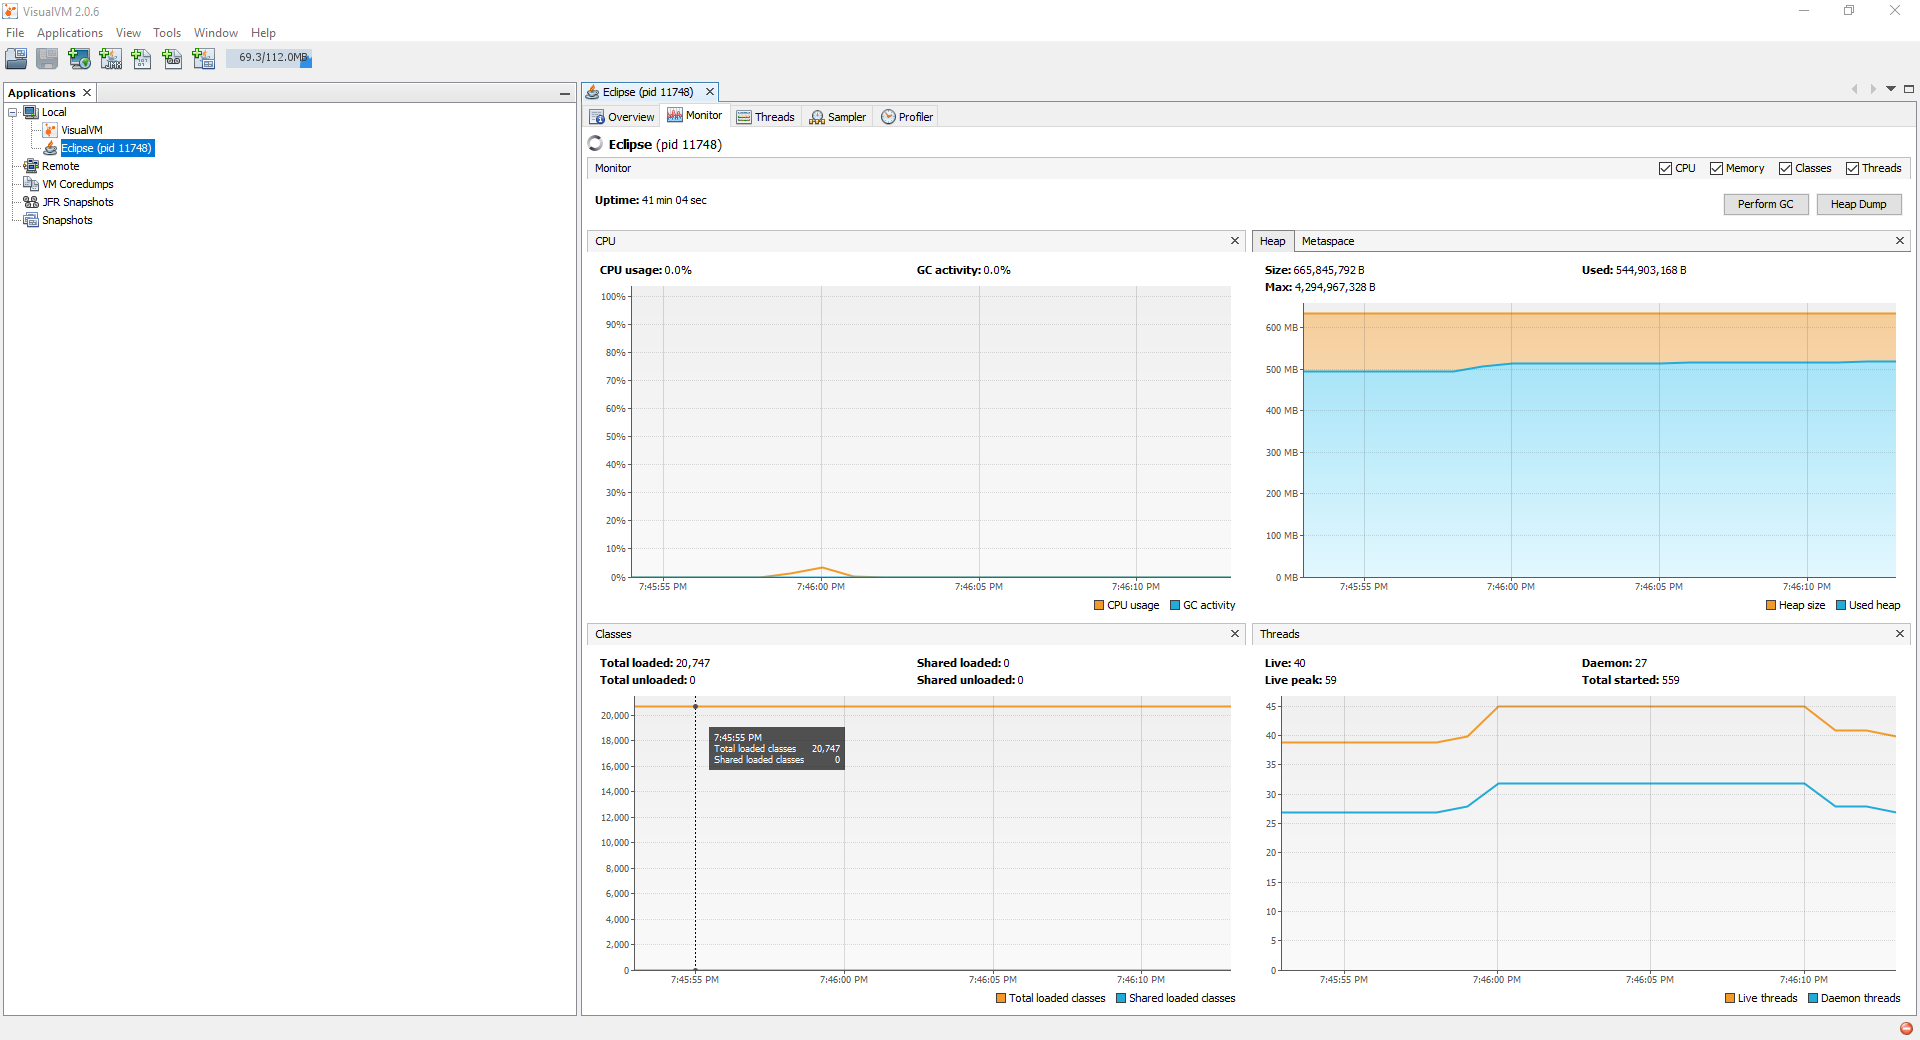 VisualVM 2.0.6
File Applications View Tools Window Help
69.3/112.0MB
Applications
Local
VisualVM
Eclipse (pid 11748)
Remote
VM Coredumps
JFR Snapshots
Snapshots
Eclipse (pid 11748)
Overview Monitor Threads Sampler Profiler
Eclipse (pid 11748)
Monitor CPU Memory Classes Threads
Uptime: 41 min 04 sec
Perform GC Heap Dump
CPU
CPU usage: 0.0% GC activity: 0.0%
100%
90%
80%
70%
60%
50%
40%
30%
20%
10%
0%
7:45:55 PM 7:46:00 PM 7:46:05 PM 7:46:10 PM
CPU usage GC activity
Heap Metaspace
Size: 665,845,792 B Used: 544,903,168 B
Max: 4,294,967,328 B
600 MB
500 MB
400 MB
300 MB
200 MB
100 MB
0 MB
7:45:55 PM 7:46:00 PM 7:46:05 PM 7:46:10 PM
Heap size Used heap
Classes
Total loaded: 20,747 Shared loaded: 0
Total unloaded: 0 Shared unloaded: 0
20,000
18,000
16,000
14,000
12,000
10,000
8,000
6,000
4,000
2,000
0
7:45:55 PM
Total loaded classes 20,747
Shared loaded classes 0
7:45:55 PM 7:46:00 PM 7:46:05 PM 7:46:10 PM
Total loaded classes Shared loaded classes
Threads
Live: 40 Daemon: 27
Live peak: 59 Total started: 559
45
40
35
30
25
20
15
10
5
0
7:45:55 PM 7:46:00 PM 7:46:05 PM 7:46:10 PM
Live threads Daemon threads